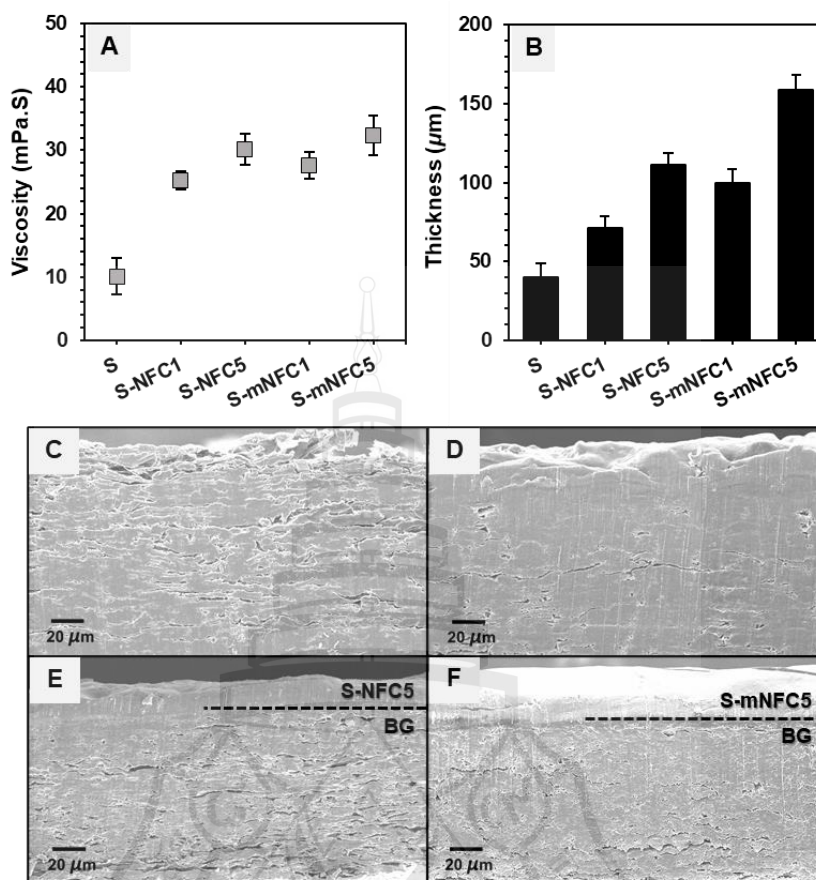 A
Viscosity (mPa.S)
50
40
30
20
10
0
S
S-NFC1
S-NFC5
S-mNFC1
S-mNFC5
B
Thickness (µm)
200
150
100
50
0
S
S-NFC1
S-NFC5
S-mNFC1
S-mNFC5
C
20 µm
D
20 µm
E
S-NFC5
BG
20 µm
F
S-mNFC5
BG
20 µm